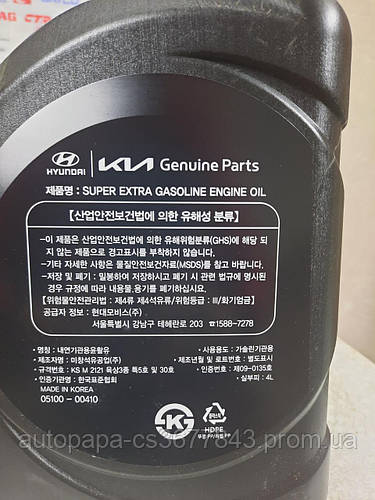 HYUNDAI KIA Genuine Parts
제품명 : SUPER EXTRA GASOLINE ENGINE OIL
[산업안전보건법에 의한 유해성 분류]
-이 제품은 산업안전보건법에 의한 유해위험분류(GHS)에 해당 되
지 않는 제품으로 경고표시를 부착하지 않습니다.
-기타 자세한 사항은 물질안전보건자료(MSDS)를 참고 바랍니다.
-저장 및 폐기 : 밀폐하여 저장하고 폐기 시 관련 법규에 명시된
경우 규정에 따라 내용물,용기를 폐기하십시오.
[위험물안전관리법 : 제4류 제4석유류/위험등급 : III/화기엄금]
공급자 정보 : 현대모비스(주)
서울특별시 강남구 테헤란로 203 ☎1588-7278
• 명칭 : 내연기관용윤활유 • 사용용도 : 가솔린기관용
• 제조자명 : 미창석유공업(주) • 제조년월 및 로트번호 : 별도표시
• 규격번호 : KS M 2121 육상3종 특5호 및 30호 • 인증번호 : 제09-0135호
• 인증기관명 : 한국표준협회 • 실부피 : 4L
MADE IN KOREA
05100-00410
HDPE
autopapa-cs3677843.prom.ua